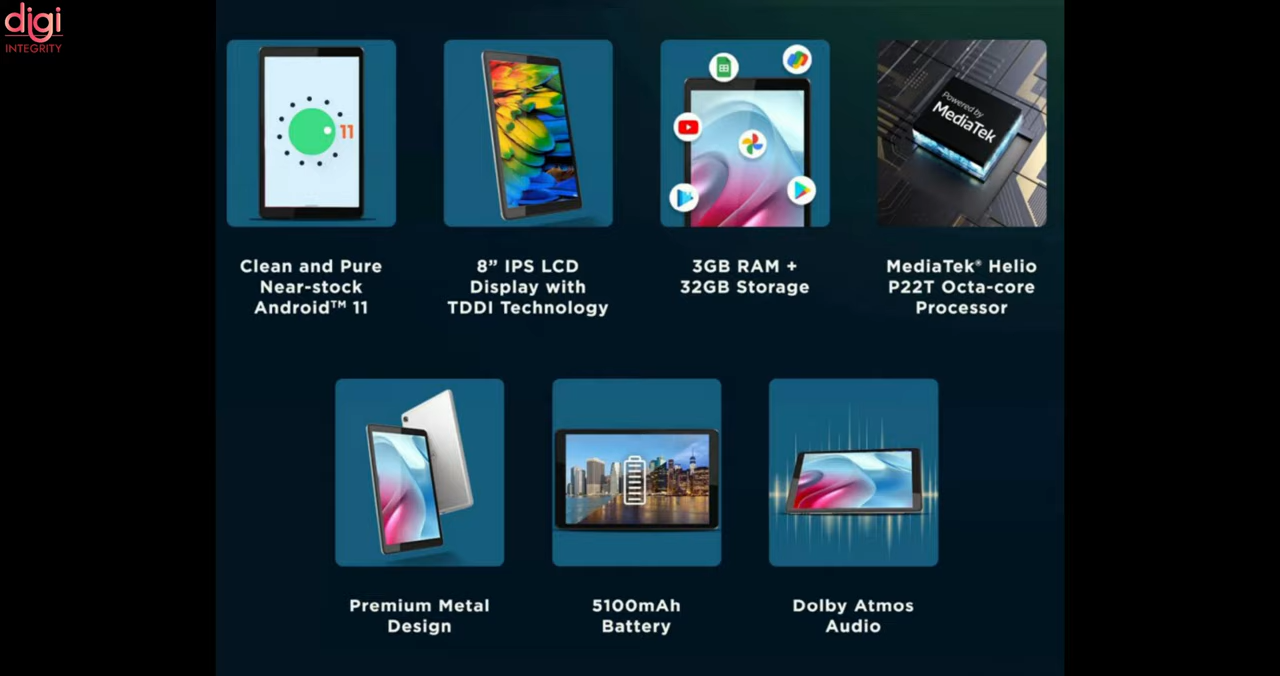 digi
INTEGRITY
11
Powered by
MediaTek
Clean and Pure
Near-stock
Android™ 11
8” IPS LCD
Display with
TDDI Technology
3GB RAM +
32GB Storage
MediaTek® Helio
P22T Octa-core
Processor
Premium Metal
Design
5100mAh
Battery
Dolby Atmos
Audio